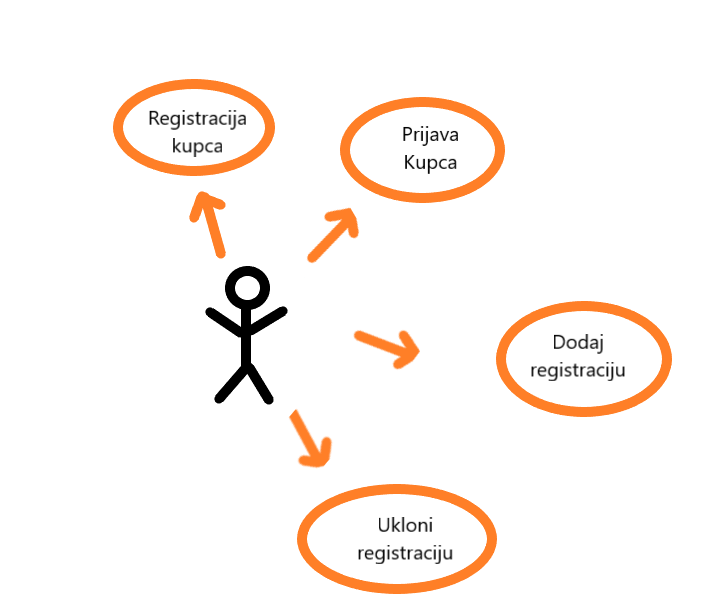 Registracija
kupca
Prijava
Kupca
Dodaj
registraciju
Ukloni
registraciju